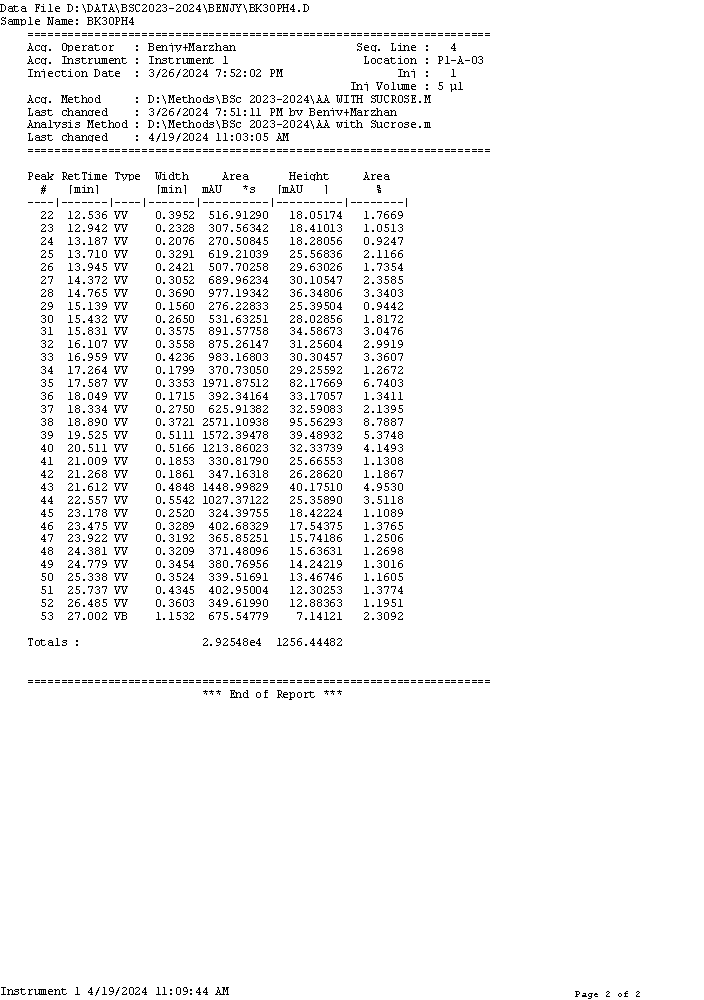 Data File D:\DATA\BSC2023-2024\BENJY\BK30PH4.D
Sample Name: BK30PH4
=====================================================================
Acq. Operator   : Benjy+Marzhan                  Seq. Line :   4
Acq. Instrument : Instrument 1                    Location : P1-A-03
Injection Date  : 3/26/2024 7:52:02 PM                 Inj :   1
Inj Volume : 5 µl
Acq. Method     : D:\Methods\BSc 2023-2024\AA WITH SUCROSE.M
Last changed    : 3/26/2024 7:51:11 PM by Benjy+Marzhan
Analysis Method : D:\Methods\BSc 2023-2024\AA with Sucrose.m
Last changed    : 4/19/2024 11:03:05 AM
=====================================================================
Peak RetTime Type  Width     Area      Height     Area
  #   [min]        [min]  mAU   *s   [mAU   ]      %
----|-------|----|-------|----------|----------|--------|
22  12.536 VV    0.3952  516.91290   18.05174   1.7669
23  12.942 VV    0.2328  307.56342   18.41013   1.0513
24  13.187 VV    0.2076  270.50845   18.28056   0.9247
25  13.710 VV    0.3291  619.21039   25.56836   2.1166
26  13.945 VV    0.2421  507.70258   29.63026   1.7354
27  14.372 VV    0.3052  689.96234   30.10547   2.3585
28  14.765 VV    0.3690  977.19342   36.34806   3.3403
29  15.139 VV    0.1560  276.22833   25.39504   0.9442
30  15.432 VV    0.2650  531.63251   28.02856   1.8172
31  15.831 VV    0.3575  891.57758   34.58673   3.0476
32  16.107 VV    0.3558  875.26147   31.25604   2.9919
33  16.959 VV    0.4236  983.16803   30.30457   3.3607
34  17.264 VV    0.1799  370.73050   29.25592   1.2672
35  17.587 VV    0.3353 1971.87512   82.17669   6.7403
36  18.049 VV    0.1715  392.34164   33.17057   1.3411
37  18.334 VV    0.2750  625.91382   32.59083   2.1395
38  18.890 VV    0.3721 2571.10938   95.56293   8.7887
39  19.525 VV    0.5111 1572.39478   39.48932   5.3748
40  20.511 VV    0.5166 1213.86023   32.33739   4.1493
41  21.009 VV    0.1853  330.81790   25.66553   1.1308
42  21.268 VV    0.1861  347.16318   26.28620   1.1867
43  21.612 VV    0.4848 1448.99829   40.17510   4.9530
44  22.557 VV    0.5542 1027.37122   25.35890   3.5118
45  23.178 VV    0.2520  324.39755   18.42224   1.1089
46  23.475 VV    0.3289  402.68329   17.54375   1.3765
47  23.922 VV    0.3192  365.85251   15.74186   1.2506
48  24.381 VV    0.3209  371.48096   15.63631   1.2698
49  24.779 VV    0.3454  380.76956   14.24219   1.3016
50  25.338 VV    0.3524  339.51691   13.46746   1.1605
51  25.737 VV    0.4345  402.95004   12.30253   1.3774
52  26.485 VV    0.3603  349.61990   12.88363   1.1951
53  27.002 VB    1.1532  675.54779    7.14121   2.3092
Totals :                  2.92548e4  1256.44482
=====================================================================
*** End of Report ***
Instrument 1 4/19/2024 11:09:44 AM
Page 2 of 2